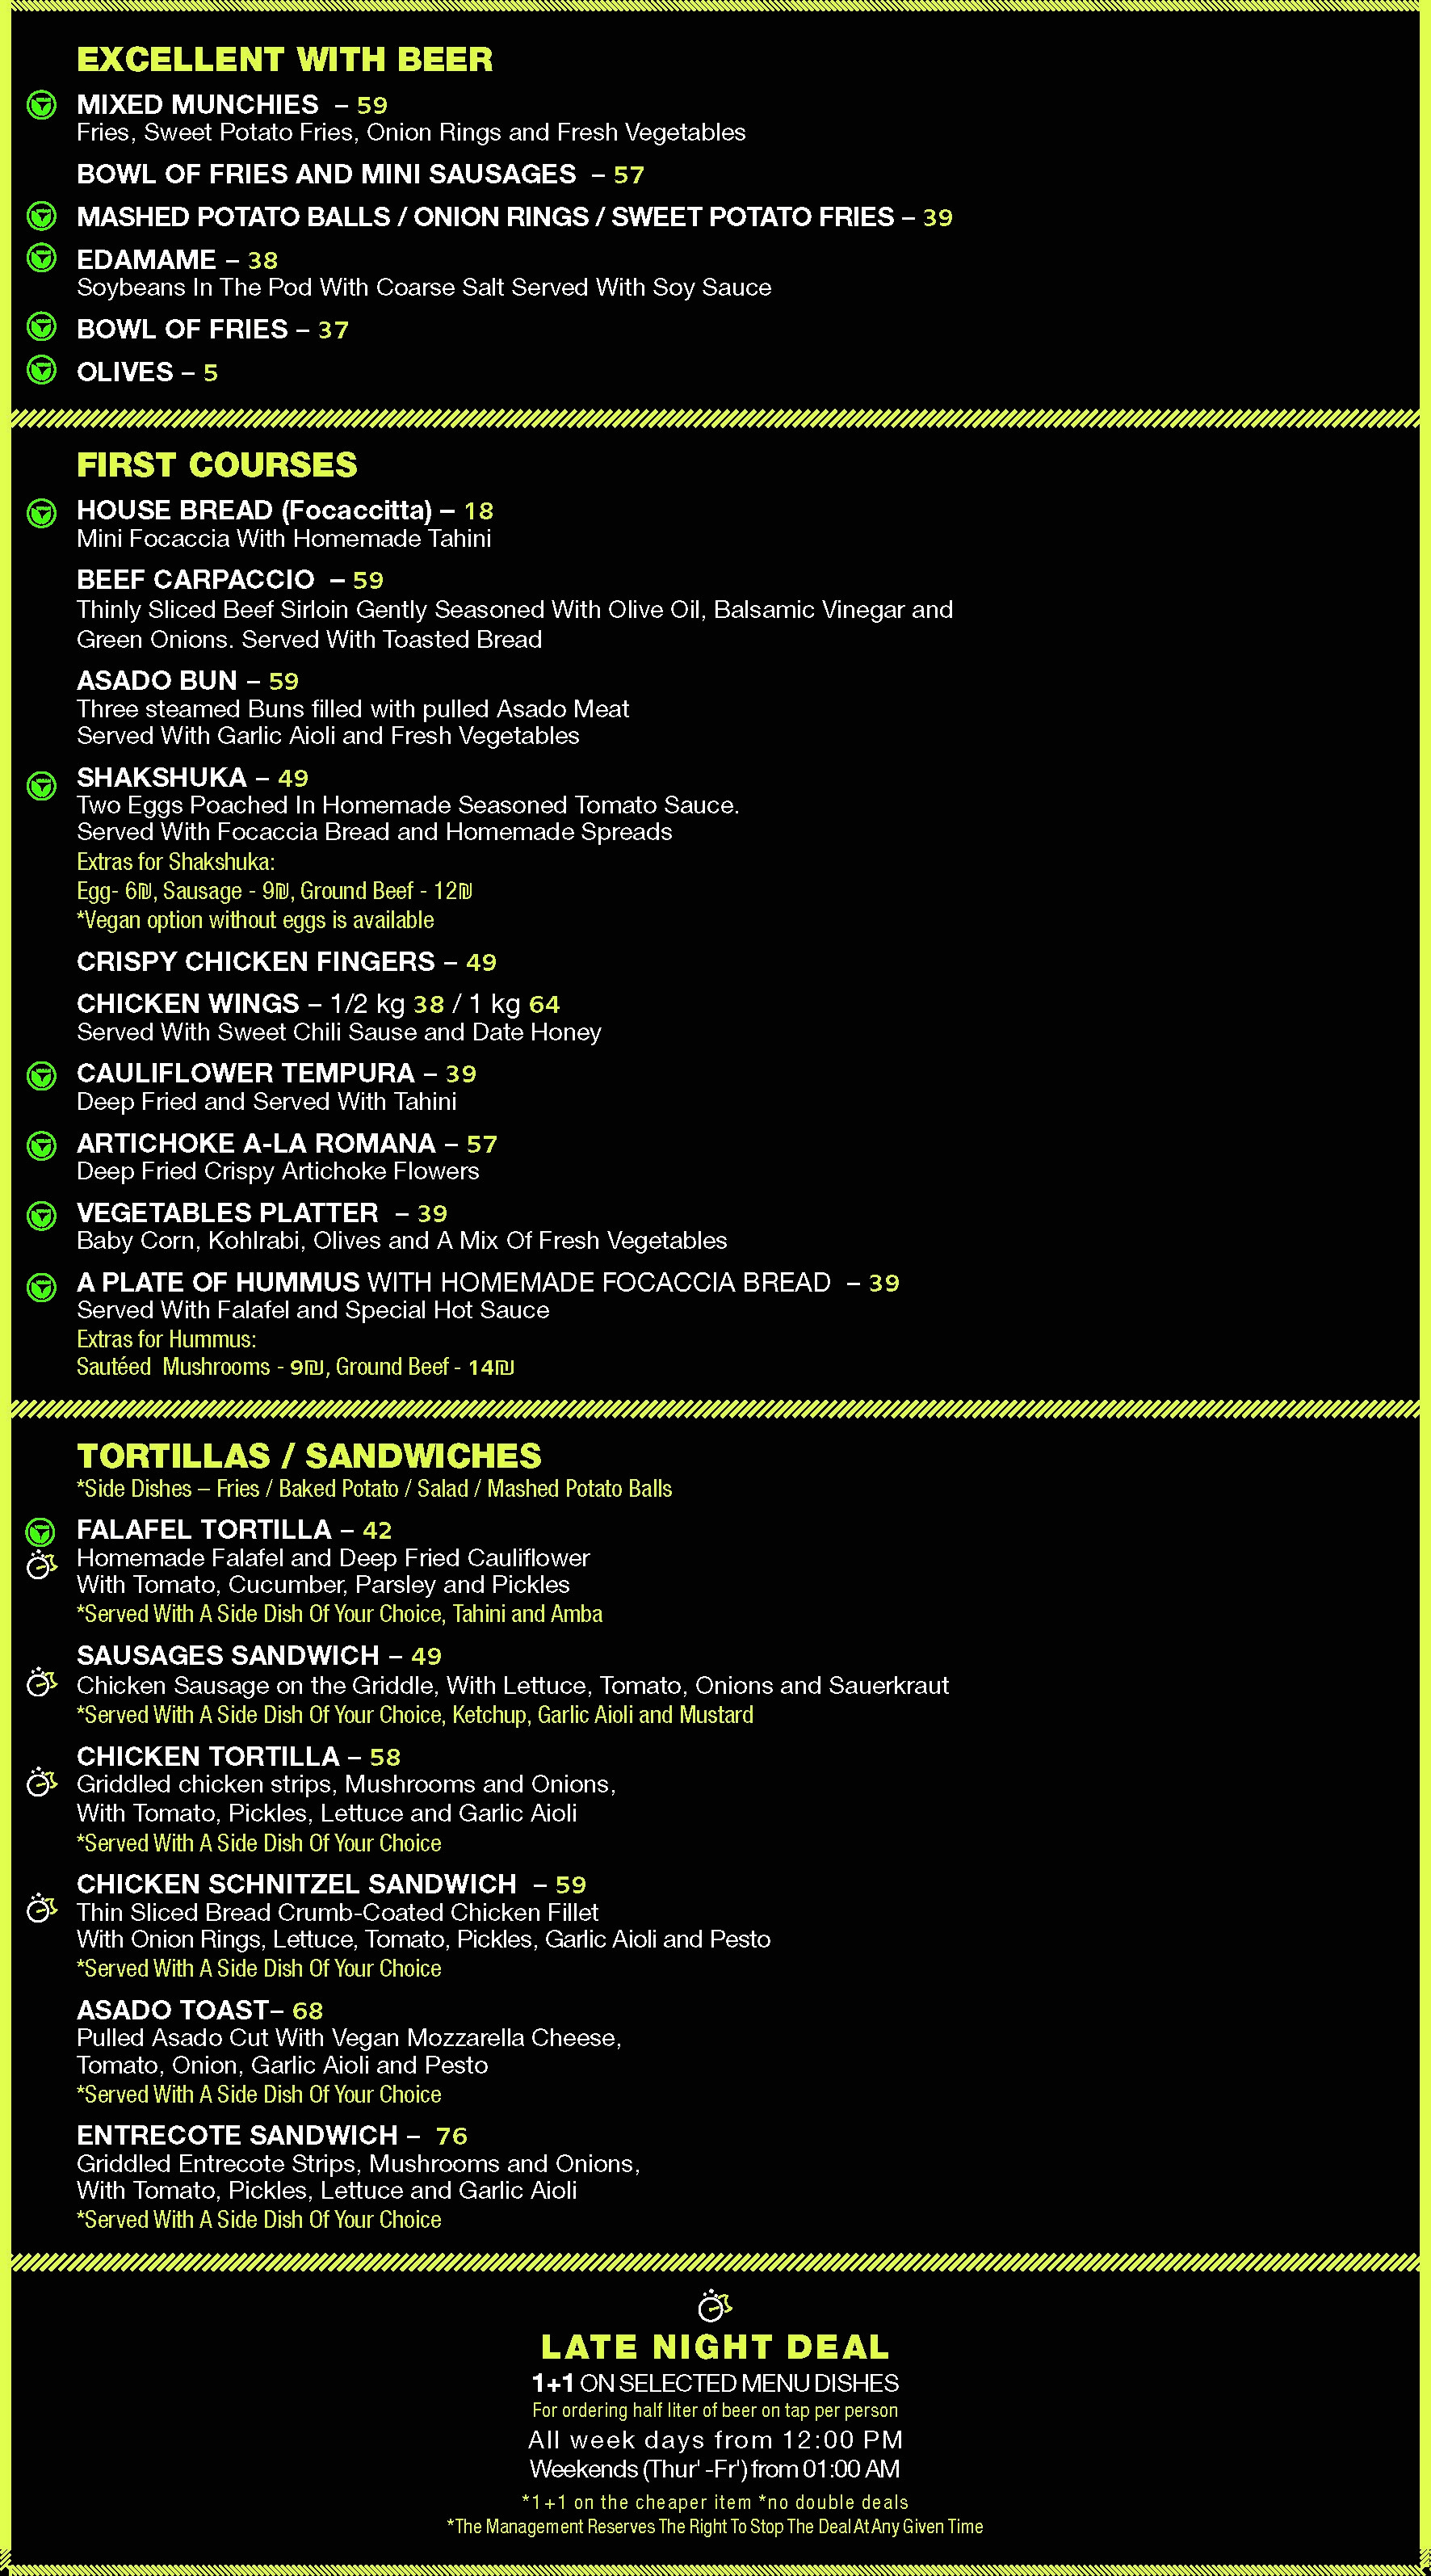 EXCELLENT WITH BEER
MIXED MUNCHIES – 59
Fries, Sweet Potato Fries, Onion Rings and Fresh Vegetables
BOWL OF FRIES AND MINI SAUSAGES – 57
MASHED POTATO BALLS / ONION RINGS / SWEET POTATO FRIES – 39
EDAMAME – 38
Soybeans In The Pod With Coarse Salt Served With Soy Sauce
BOWL OF FRIES – 37
OLIVES – 5
FIRST COURSES
HOUSE BREAD (Focaccitta) – 18
Mini Focaccia With Homemade Tahini
BEEF CARPACCIO – 59
Thinly Sliced Beef Sirloin Gently Seasoned With Olive Oil, Balsamic Vinegar and
Green Onions. Served With Toasted Bread
ASADO BUN – 59
Three steamed Buns filled with pulled Asado Meat
Served With Garlic Aioli and Fresh Vegetables
SHAKSHUKA – 49
Two Eggs Poached In Homemade Seasoned Tomato Sauce.
Served With Focaccia Bread and Homemade Spreads
Extras for Shakshuka:
Egg- 6₪, Sausage - 9₪, Ground Beef - 12₪
*Vegan option without eggs is available
CRISPY CHICKEN FINGERS – 49
CHICKEN WINGS – 1/2 kg 38 / 1 kg 64
Served With Sweet Chili Sause and Date Honey
CAULIFLOWER TEMPURA – 39
Deep Fried and Served With Tahini
ARTICHOKE A-LA ROMANA – 57
Deep Fried Crispy Artichoke Flowers
VEGETABLES PLATTER – 39
Baby Corn, Kohlrabi, Olives and A Mix Of Fresh Vegetables
A PLATE OF HUMMUS WITH HOMEMADE FOCACCIA BREAD – 39
Served With Falafel and Special Hot Sauce
Extras for Hummus:
Sautéed Mushrooms - 9₪, Ground Beef - 14₪
TORTILLAS / SANDWICHES
*Side Dishes – Fries / Baked Potato / Salad / Mashed Potato Balls
FALAFEL TORTILLA – 42
Homemade Falafel and Deep Fried Cauliflower
With Tomato, Cucumber, Parsley and Pickles
*Served With A Side Dish Of Your Choice, Tahini and Amba
SAUSAGES SANDWICH – 49
Chicken Sausage on the Griddle, With Lettuce, Tomato, Onions and Sauerkraut
*Served With A Side Dish Of Your Choice, Ketchup, Garlic Aioli and Mustard
CHICKEN TORTILLA – 58
Griddled chicken strips, Mushrooms and Onions,
With Tomato, Pickles, Lettuce and Garlic Aioli
*Served With A Side Dish Of Your Choice
CHICKEN SCHNITZEL SANDWICH – 59
Thin Sliced Bread Crumb-Coated Chicken Fillet
With Onion Rings, Lettuce, Tomato, Pickles, Garlic Aioli and Pesto
*Served With A Side Dish Of Your Choice
ASADO TOAST– 68
Pulled Asado Cut With Vegan Mozzarella Cheese,
Tomato, Onion, Garlic Aioli and Pesto
*Served With A Side Dish Of Your Choice
ENTRECOTE SANDWICH – 76
Griddled Entrecote Strips, Mushrooms and Onions,
With Tomato, Pickles, Lettuce and Garlic Aioli
*Served With A Side Dish Of Your Choice
LATE NIGHT DEAL
1+1 ON SELECTED MENU DISHES
For ordering half liter of beer on tap per person
All week days from 12:00 PM
Weekends (Thur' -Fr') from 01:00 AM
*1+1 on the cheaper item *no double deals
*The Management Reserves The Right To Stop The Deal At Any Given Time